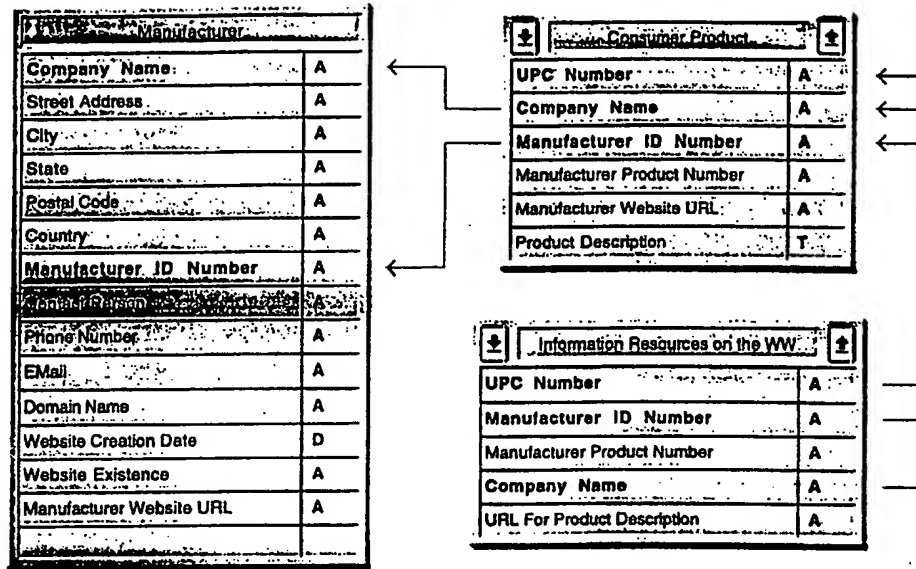 Manufacturer
Company Name A
Street Address A
City A
State A
Postal Code A
Country A
Manufacturer ID Number A
Contact Person A
Phone Number A
EMail A
Domain Name A
Website Creation Date D
Website Existence A
Manufacturer Website URL A
Consumer Product
UPC Number A
Company Name A
Manufacturer ID Number A
Manufacturer Product Number A
Manufacturer Website URL A
Product Description T
Information Resources on the WW
UPC Number A
Manufacturer ID Number A
Manufacturer Product Number A
Company Name A
URL For Product Description A